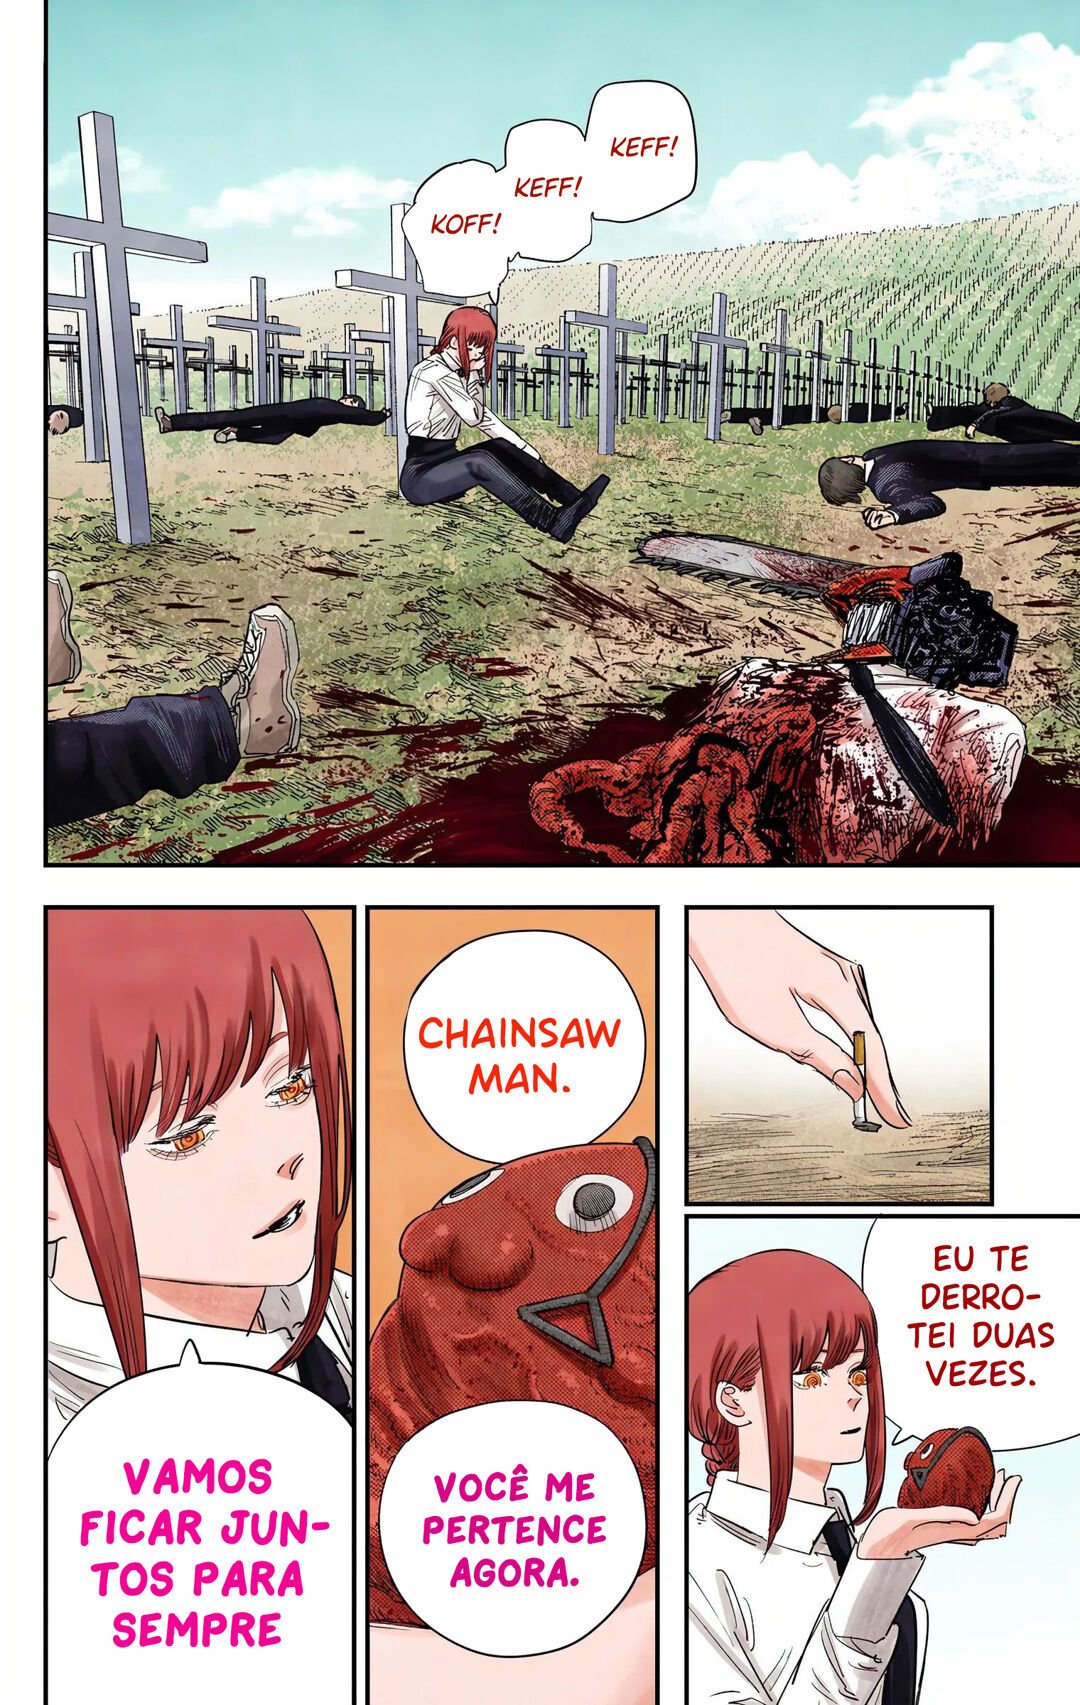 KEFF!
KEFF!
KOFF!
EU TE
DERRO-
TEI DUAS
VEZES.
CHAINSAW
MAN.
VOCÊ ME
PERTENCE
AGORA.
VAMOS
FICAR JUN-
TOS PARA
SEMPRE